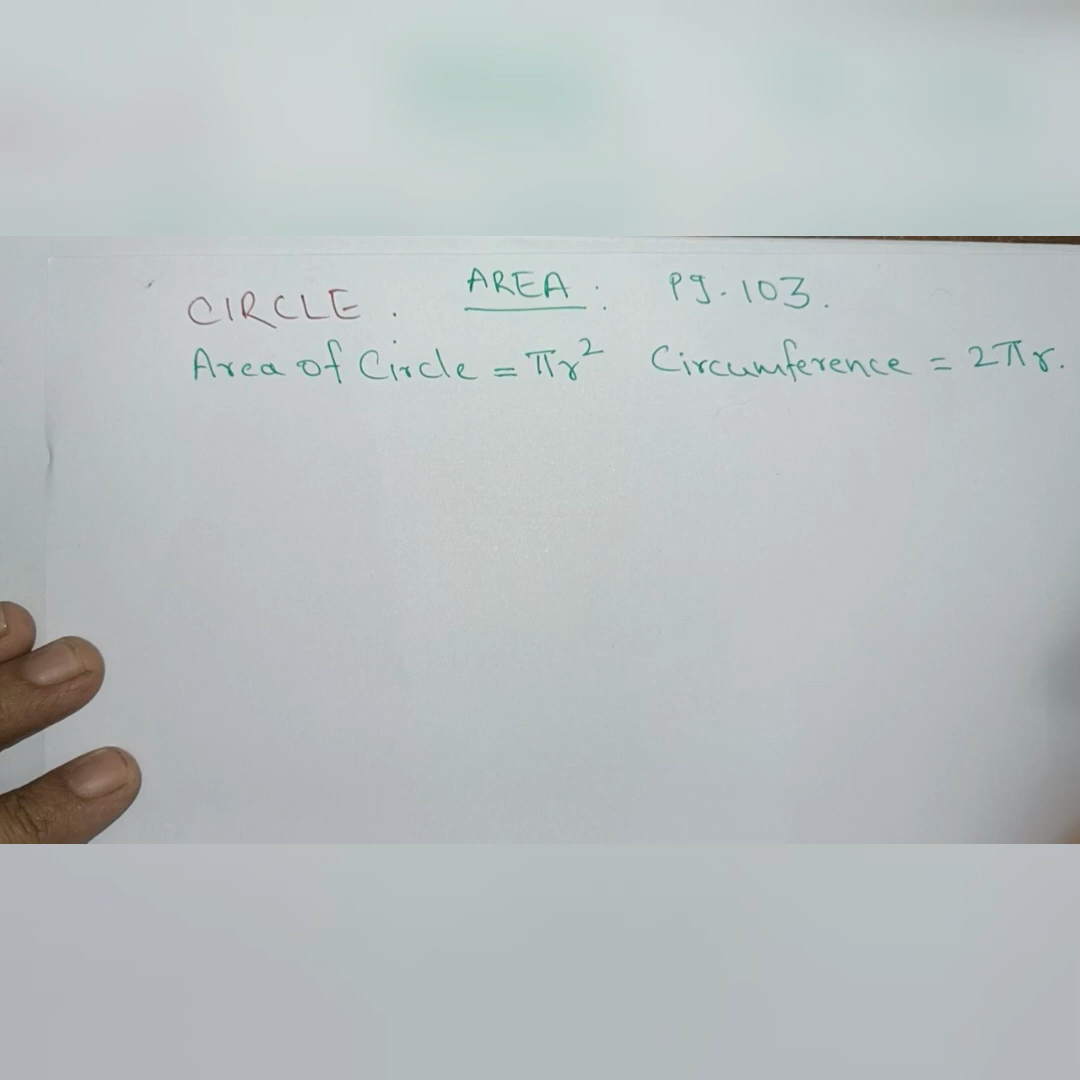 CIRCLE. AREA. Pg. 103.
Area of Circle = πr² Circumference = 2πr.